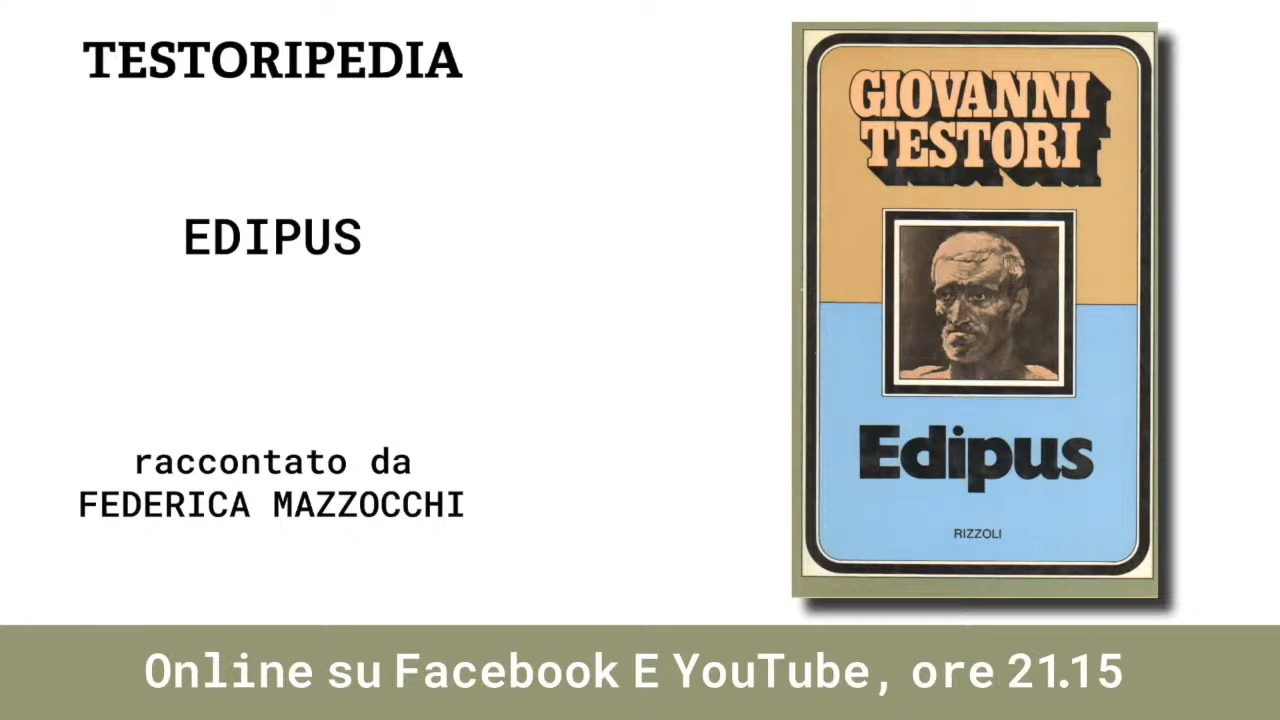 TESTORIPEDIA
EDIPUS
raccontato da
FEDERICA MAZZOCCHI
GIOVANNI
TESTORI
Edipus
RIZZOLI
Online su Facebook E YouTube, ore 21.15